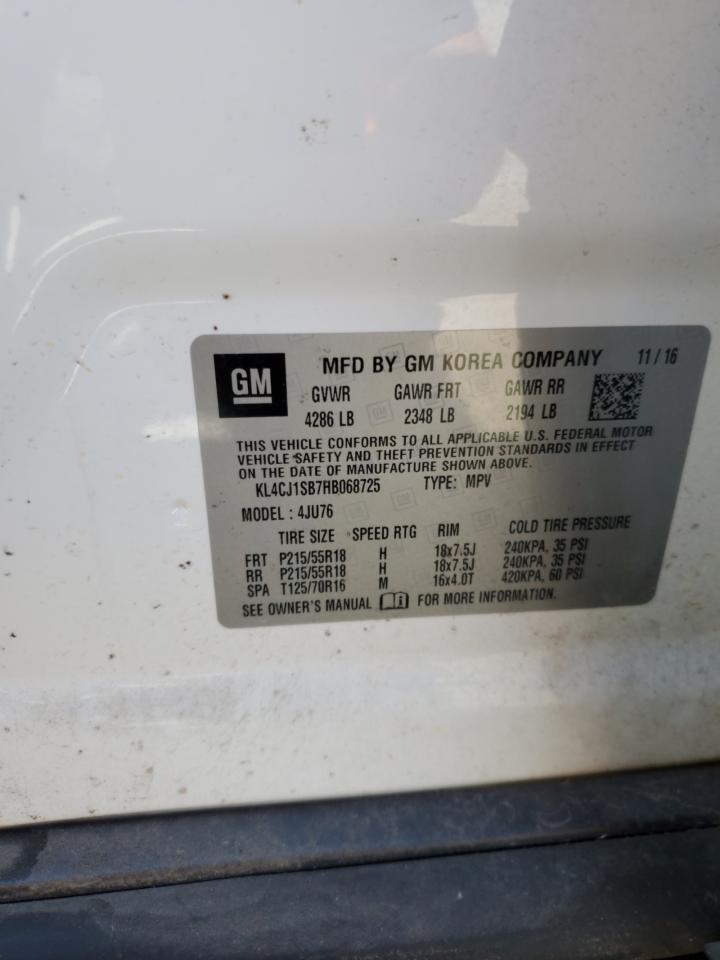 GM MFD BY GM KOREA COMPANY 11 / 16
GVWR GAWR FRT GAWR RR
4286 LB 2348 LB 2194 LB
THIS VEHICLE CONFORMS TO ALL APPLICABLE U.S. FEDERAL MOTOR
VEHICLE SAFETY AND THEFT PREVENTION STANDARDS IN EFFECT
ON THE DATE OF MANUFACTURE SHOWN ABOVE.
KL4CJ1SB7HB068725 TYPE: MPV
MODEL : 4JU76
TIRE SIZE SPEED RTG RIM COLD TIRE PRESSURE
FRT P215/55R18 H 18x7.5J 240KPA, 35 PSI
RR P215/55R18 H 18x7.5J 240KPA, 35 PSI
SPA T125/70R16 M 16x4.0T 420KPA, 60 PSI
SEE OWNER'S MANUAL FOR MORE INFORMATION.